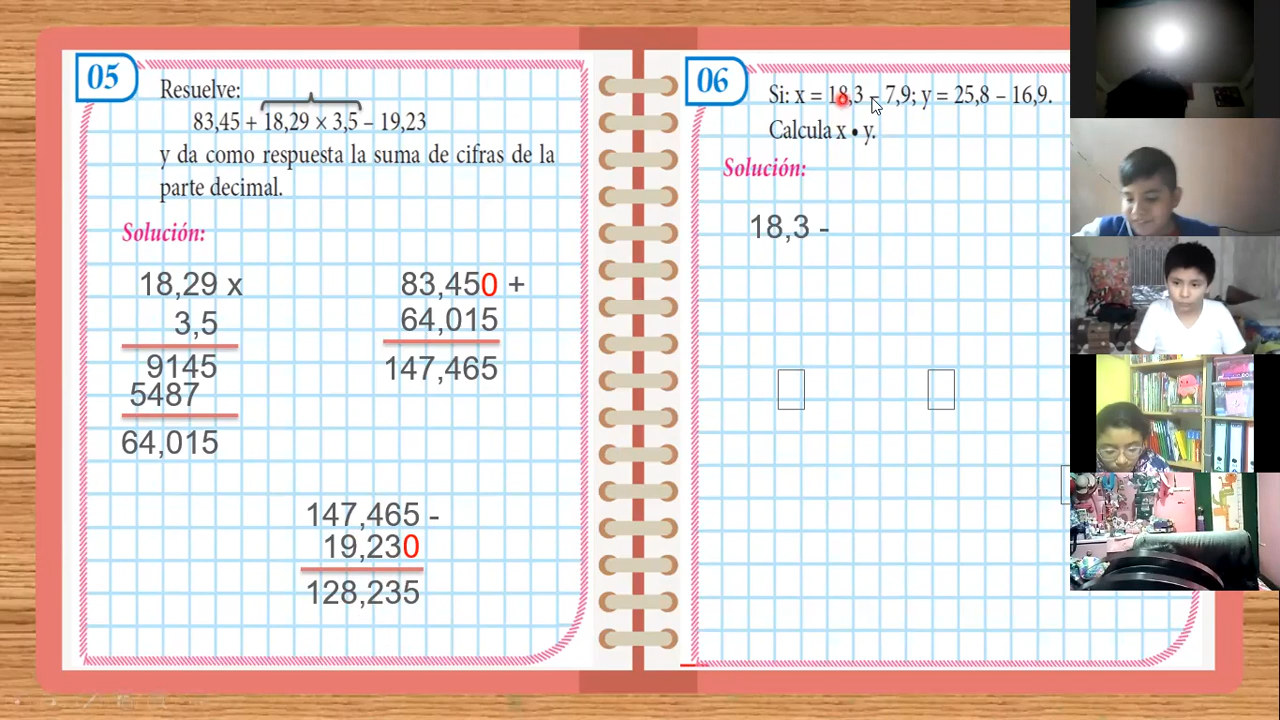 05
Resuelve:
83,45 + 18,29 × 3,5 – 19,23
y da como respuesta la suma de cifras de la
parte decimal.
Solución:
18,29 x
3,5
9145
5487
64,015
83,450 +
64,015
147,465
147,465 -
19,230
128,235
06
Si: x = 18,3 – 7,9; y = 25,8 – 16,9.
Calcula x • y.
Solución:
18,3 -